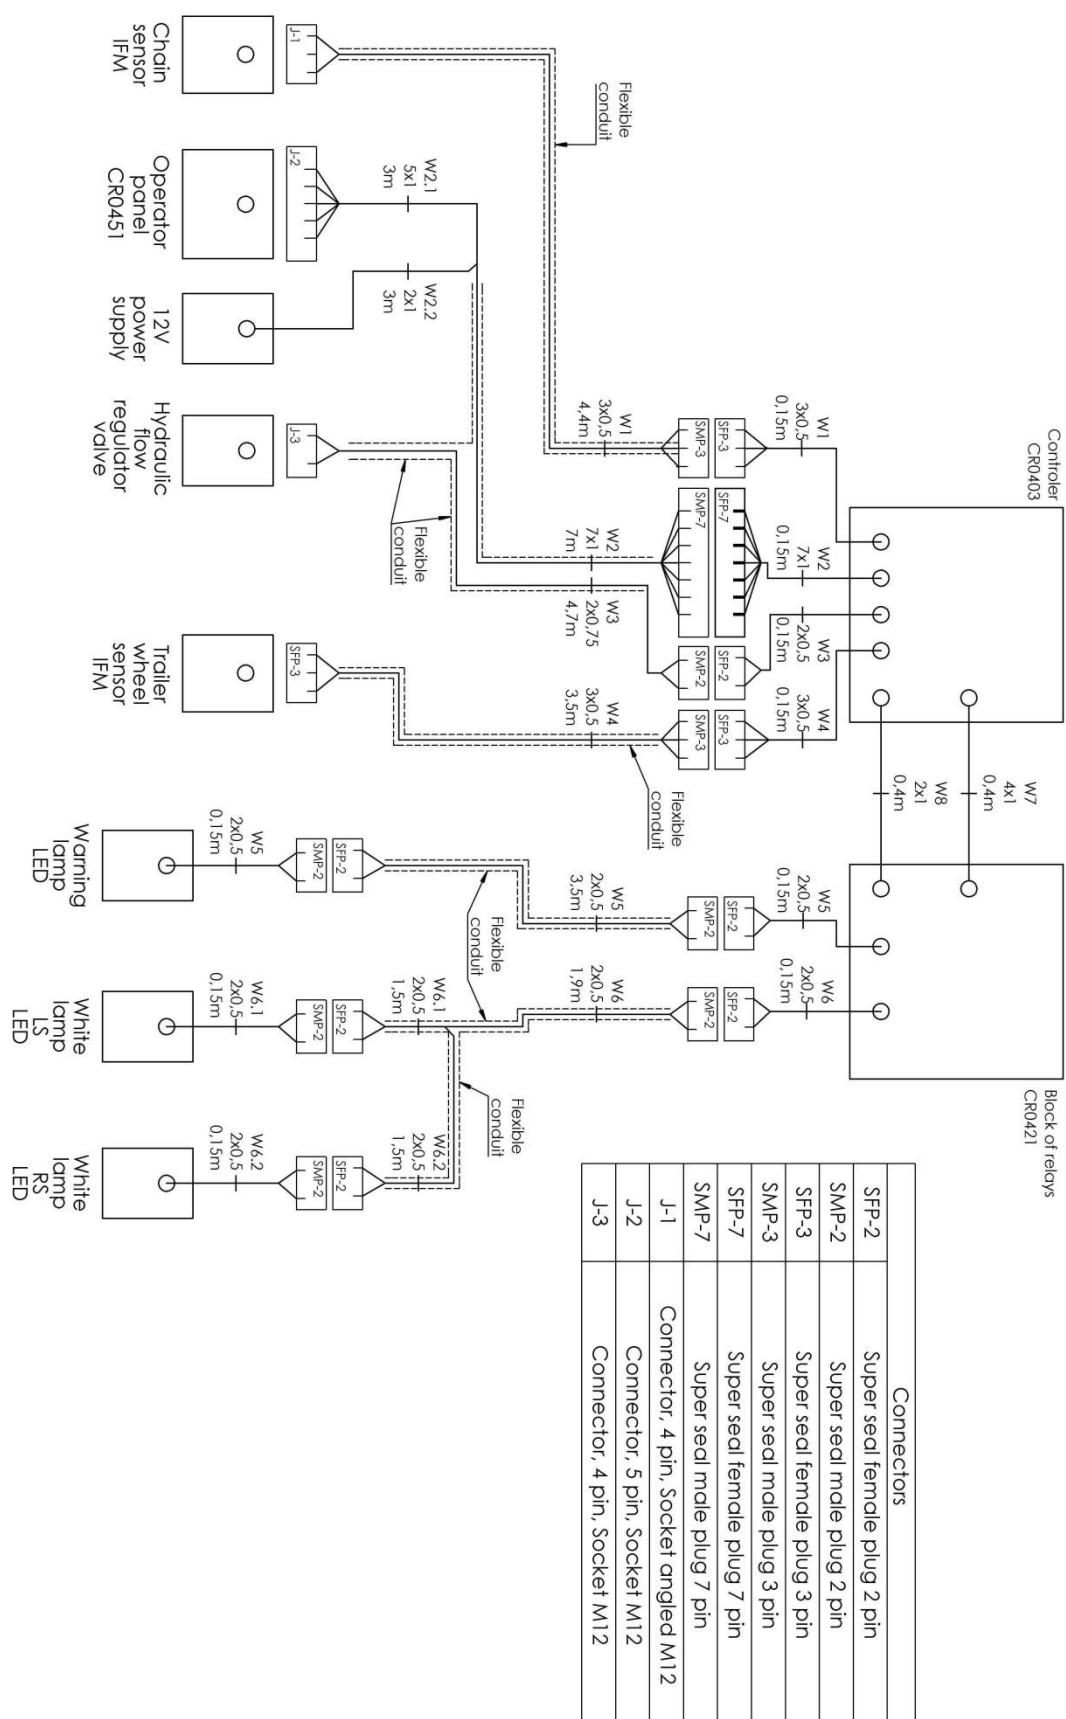 Controler
CR0403
Block of relays
CR0421
W1
3x0,5
0,15m
W2
7x1
0,15m
W3
2x0,5
0,15m
W4
3x0,5
0,15m
W7
4x1
0,4m
W8
2x1
0,4m
W5
2x0,5
0,15m
W6
2x0,5
0,15m
SFP-3
SMP-3
SFP-7
SMP-7
SFP-2
SMP-2
SFP-3
SMP-3
SFP-2
SMP-2
SFP-2
SMP-2
W1
3x0,5
4,4m
W2
7x1
7m
W3
2x0,75
4,7m
W4
3x0,5
3,5m
W5
2x0,5
3,5m
W6
2x0,5
1,9m
Flexible
conduit
Flexible
conduit
Flexible
conduit
Flexible
conduit
Flexible
conduit
W2.1
5x1
3m
W2.2
2x1
3m
W6.1
2x0,5
1,5m
W6.2
2x0,5
1,5m
J-1
J-2
J-3
SFP-3
SFP-2
SMP-2
SFP-2
SMP-2
SFP-2
SMP-2
W5
2x0,5
0,15m
W6.1
2x0,5
0,15m
W6.2
2x0,5
0,15m
Chain
sensor
IFM
Operator
panel
CR0451
12V
power
supply
Hydraulic
flow
regulator
valve
Trailer
wheel
sensor
IFM
Warning
lamp
LED
White
lamp
LS
LED
White
lamp
RS
LED
Connectors
SFP-2 Super seal female plug 2 pin
SMP-2 Super seal male plug 2 pin
SFP-3 Super seal female plug 3 pin
SMP-3 Super seal male plug 3 pin
SFP-7 Super seal female plug 7 pin
SMP-7 Super seal male plug 7 pin
J-1 Connector, 4 pin, Socket angled M12
J-2 Connector, 5 pin, Socket M12
J-3 Connector, 4 pin, Socket M12